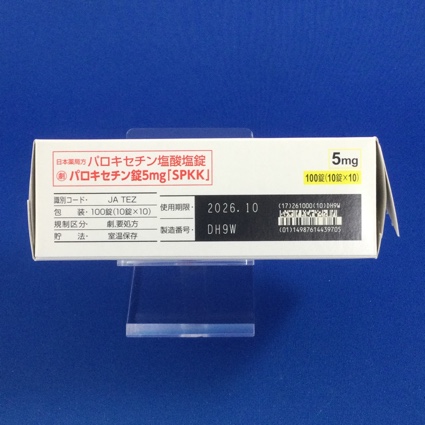 日本薬局方 パロキセチン塩酸塩錠
劇 パロキセチン錠5mg「SPKK」
5mg
100錠(10錠×10)
識別コード・ JA TEZ
包 装・100錠(10錠×10)
規制区分・ 劇,要処方
貯 法・ 室温保存
使用期限・ 2026.10
製造番号・ DH9W
(17)261000(10)DH9W
(01)14987614439705